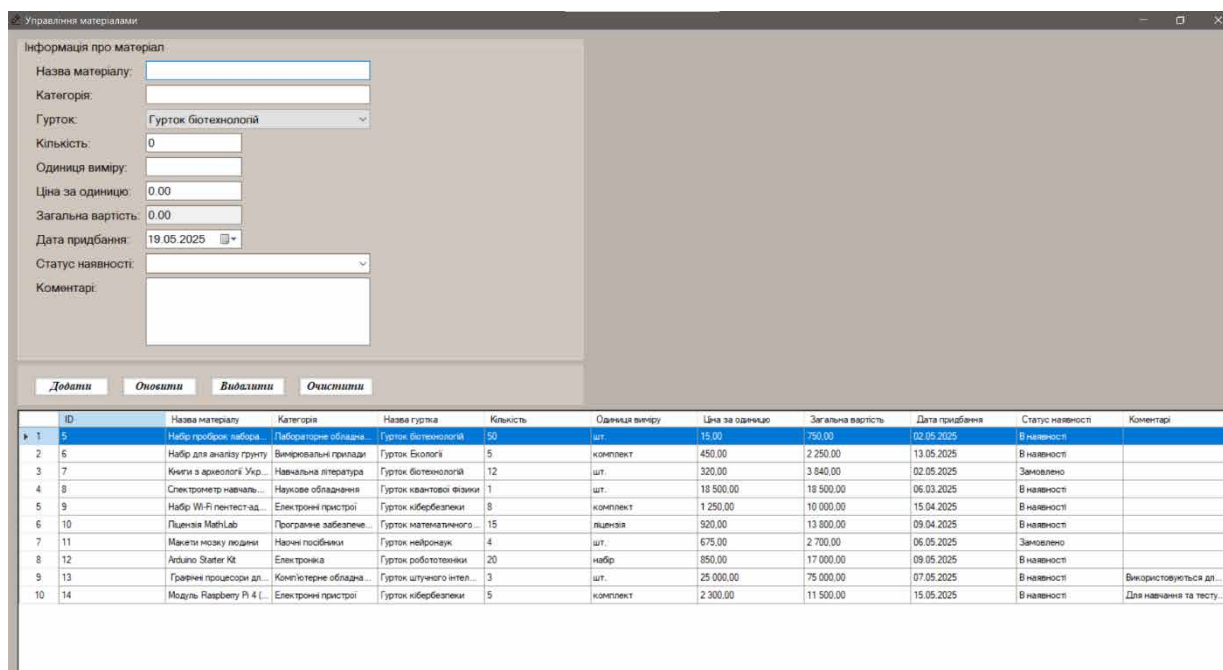 Управління матеріалами
Інформація про матеріал
Назва матеріалу:
Категорія:
Гурток: Гурток біотехнологій
Кількість: 0
Одиниця виміру:
Ціна за одиницю: 0.00
Загальна вартість: 0.00
Дата придбання: 19.05.2025
Статус наявності:
Коментарі:
Додати Оновити Видалити Очистити
ID Назва матеріалу Категорія Назва гуртка Кількість Одиниця виміру Ціна за одиницю Загальна вартість Дата придбання Статус наявності Коментарі
1 5 Набір пробірок лабора... Лабораторне обладна... Гурток біотехнологій 50 шт. 15,00 750,00 02.05.2025 В наявності
2 6 Набір для аналізу грунту Вимірювальні прилади Гурток Екології 5 комплект 450,00 2 250,00 13.05.2025 В наявності
3 7 Книги з археології Укр... Навчальна література Гурток біотехнологій 12 шт. 320,00 3 840,00 02.05.2025 Замовлено
4 8 Спектрометр навчаль... Наукове обладнання Гурток квантової фізики 1 шт. 18 500,00 18 500,00 06.03.2025 В наявності
5 9 Набір Wi-Fi пентест-ад... Електронні пристрої Гурток кібербезпеки 8 комплект 1 250,00 10 000,00 15.04.2025 В наявності
6 10 Ліцензія MathLab Програмне забезпече... Гурток математичного... 15 ліцензія 920,00 13 800,00 09.04.2025 В наявності
7 11 Макети мозку людини Наочні посібники Гурток нейронаук 4 шт. 675,00 2 700,00 06.05.2025 Замовлено
8 12 Arduino Starter Kit Електроніка Гурток робототехніки 20 набір 850,00 17 000,00 09.05.2025 В наявності
9 13 Графічні процесори дл... Комп'ютерне обладна... Гурток штучного інтел... 3 шт. 25 000,00 75 000,00 07.05.2025 В наявності Використовуються дл...
10 14 Модуль Raspberry Pi 4 (... Електронні пристрої Гурток кібербезпеки 5 комплект 2 300,00 11 500,00 15.05.2025 В наявності Для навчання та тесту...